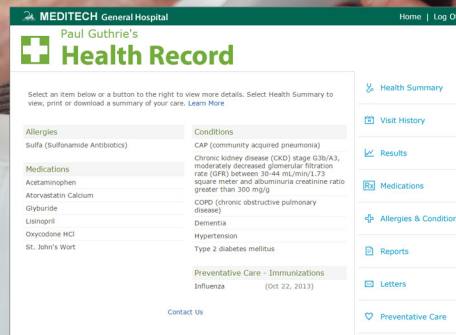 MEDITECH General Hospital
Home | Log
Paul Guthrie's
Health Record
Select an item below or a button to the right to view more details. Select Health Summary to
view, print or download a summary of your care. Learn More
Allergies
Sulfa (Sulfonamide Antibiotics)
Medications
Acetaminophen
Atorvastatin Calcium
Glyburide
Lisinopril
Oxycodone HCl
St. John's Wort
Conditions
CAP (community acquired pneumonia)
Chronic kidney disease (CKD) stage G3b/A3,
moderately decreased glomerular filtration
rate (GFR) between 30-44 mL/min/1.73
square meter and albuminuria creatinine ratio
greater than 300 mg/g
COPD (chronic obstructive pulmonary
disease)
Dementia
Hypertension
Type 2 diabetes mellitus
Preventative Care - Immunizations
Influenza (Oct 22, 2013)
Contact Us
Health Summary
Visit History
Results
Rx Medications
Allergies & Condition
Reports
Letters
Preventative Care